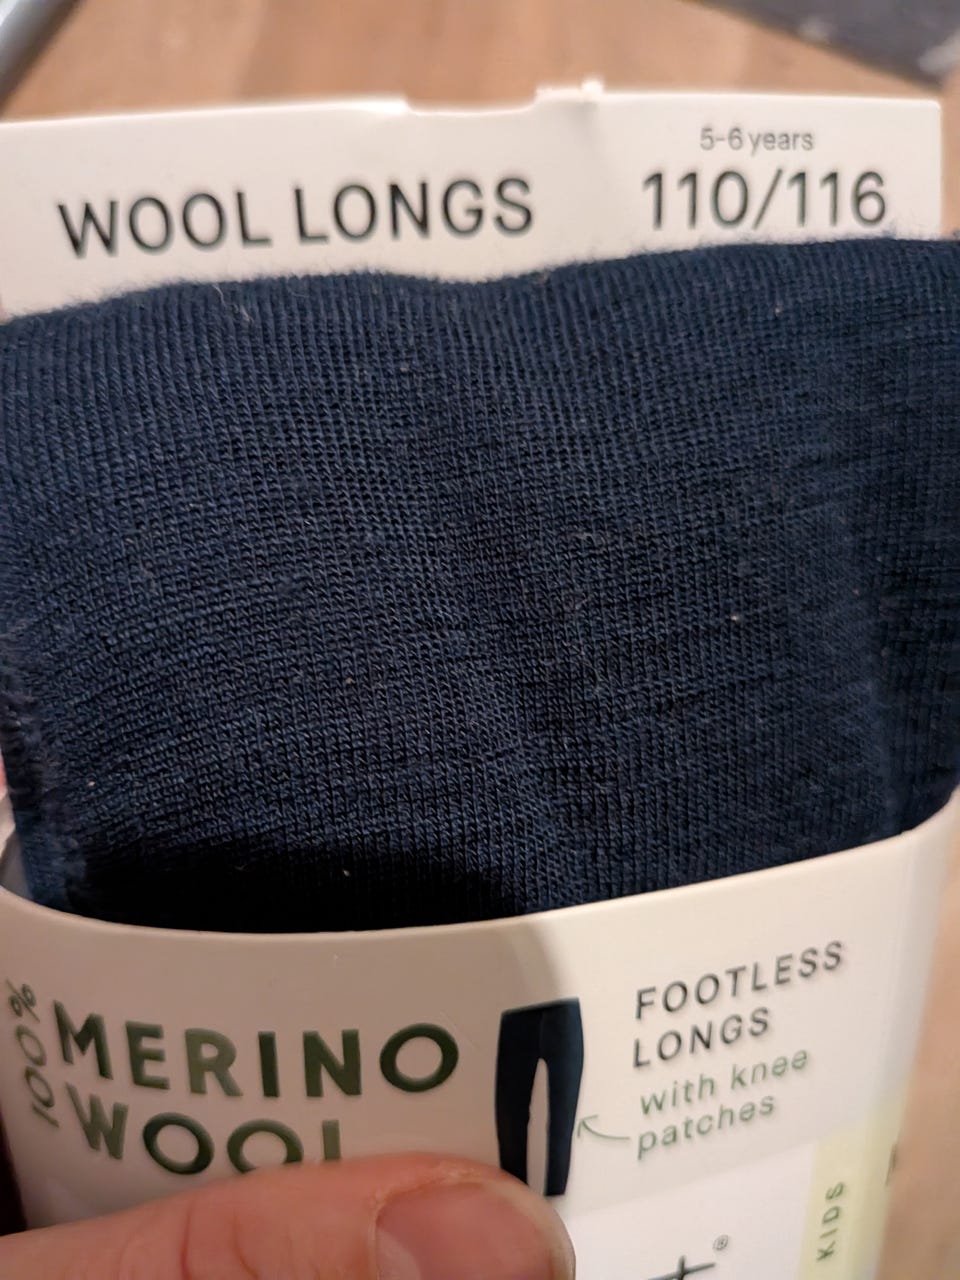 5-6 years
WOOL LONGS
110/116
100%
MERINO
WOOL
FOOTLESS
LONGS
with knee
patches
KIDS
®